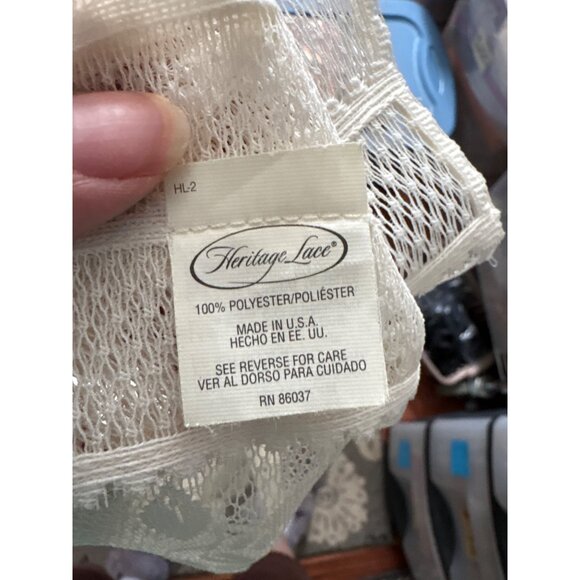 HL-2
Heritage Lace®
100% POLYESTER/POLIÉSTER
MADE IN U.S.A.
HECHO EN EE. UU.
SEE REVERSE FOR CARE
VER AL DORSO PARA CUIDADO
RN 86037